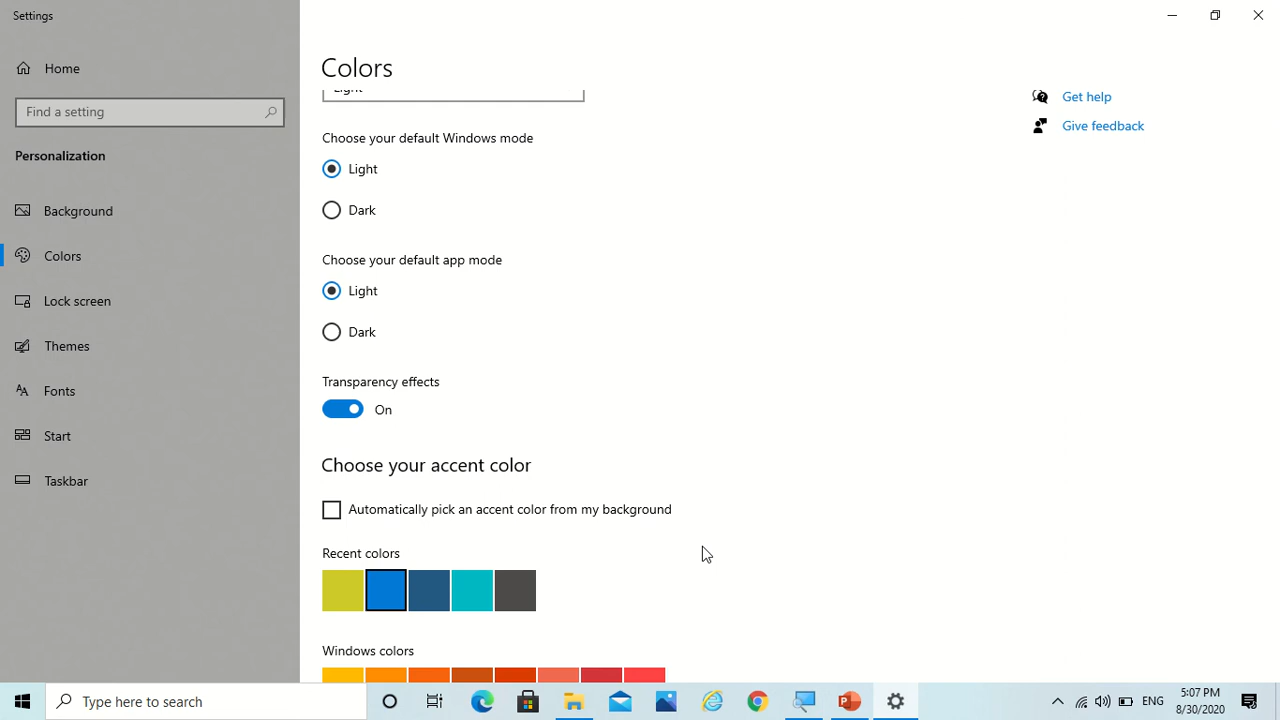 Settings
Home
Find a setting
Personalization
Background
Colors
Lock screen
Themes
Fonts
Start
Taskbar
Colors
Light
Choose your default Windows mode
Light
Dark
Choose your default app mode
Light
Dark
Transparency effects
On
Choose your accent color
Automatically pick an accent color from my background
Recent colors
Windows colors
Get help
Give feedback
Type here to search
ENG
5:07 PM
8/30/2020